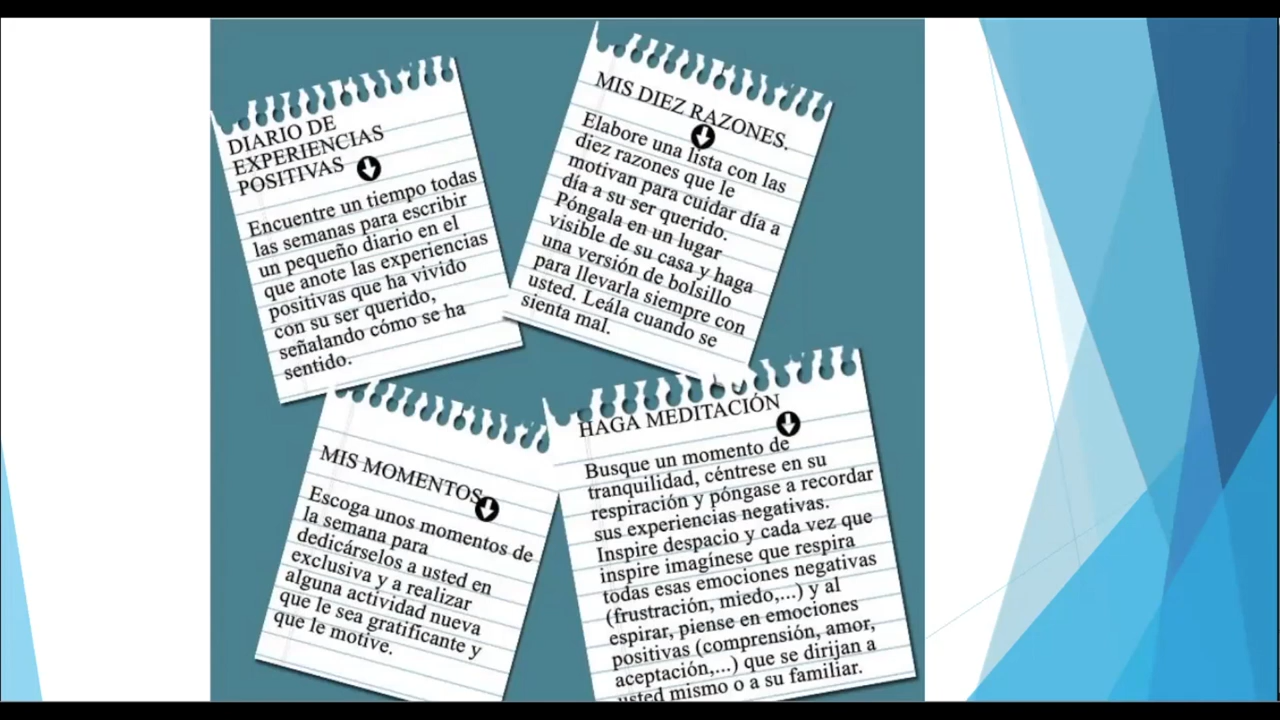 DIARIO DE
EXPERIENCIAS
POSITIVAS
Encuentre un tiempo todas
las semanas para escribir
un pequeño diario en el
que anote las experiencias
positivas que ha vivido
con su ser querido,
señalando cómo se ha
sentido.
MIS DIEZ RAZONES.
Elabore una lista con las
diez razones que le
motivan para cuidar día a
día a su ser querido.
Póngala en un lugar
visible de su casa y haga
una versión de bolsillo
para llevarla siempre con
usted. Leála cuando se
sienta mal.
MIS MOMENTOS
Escoga unos momentos de
la semana para
dedicárselos a usted en
exclusiva y a realizar
alguna actividad nueva
que le sea gratificante y
que le motive.
HAGA MEDITACIÓN
Busque un momento de
tranquilidad, céntrese en su
respiración y póngase a recordar
sus experiencias negativas.
Inspire despacio y cada vez que
inspire imagínese que respira
todas esas emociones negativas
(frustración, miedo,...) y al
espirar, piense en emociones
positivas (comprensión, amor,
aceptación,...) que se dirijan a
usted mismo o a su familiar.